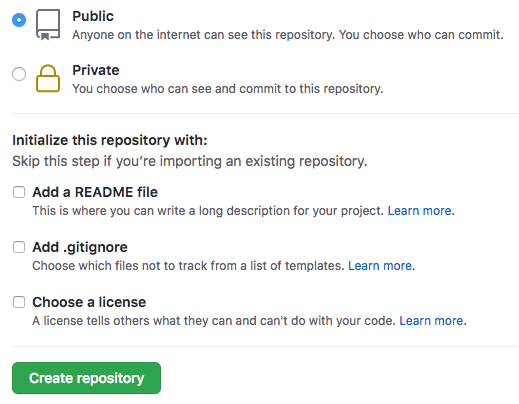 Public
Anyone on the internet can see this repository. You choose who can commit.
Private
You choose who can see and commit to this repository.
Initialize this repository with:
Skip this step if you’re importing an existing repository.
Add a README file
This is where you can write a long description for your project. Learn more.
Add .gitignore
Choose which files not to track from a list of templates. Learn more.
Choose a license
A license tells others what they can and can't do with your code. Learn more.
Create repository